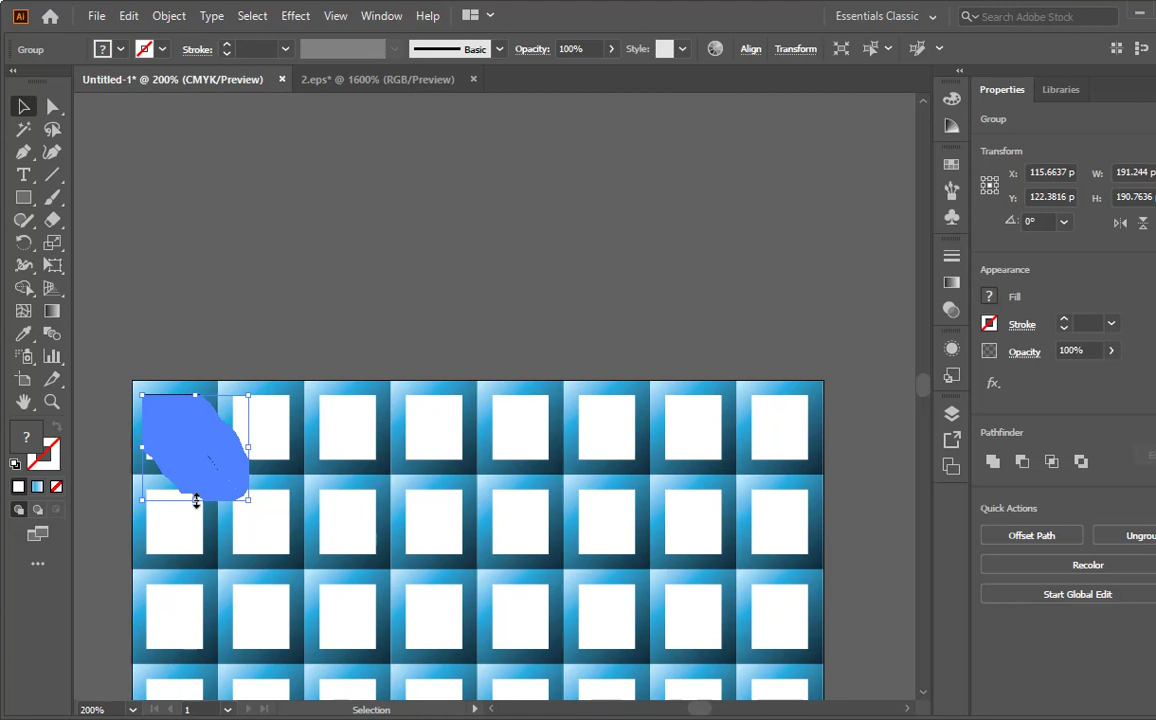 Ai File Edit Object Type Select Effect View Window Help Essentials Classic Search Adobe Stock
Group ? Stroke: Basic Opacity: 100% Style: Align Transform
Untitled-1* @ 200% (CMYK/Preview) × 2.eps* @ 1600% (RGB/Preview) ×
Properties Libraries
Group
Transform
X: 115.6637 p W: 191.244
Y: 122.3816 p H: 190.7636
0°
Appearance
? Fill
Stroke
Opacity 100%
fx.
Pathfinder
Quick Actions
Offset Path Ungrou
Recolor
Start Global Edit
T
?
200% 1 Selection